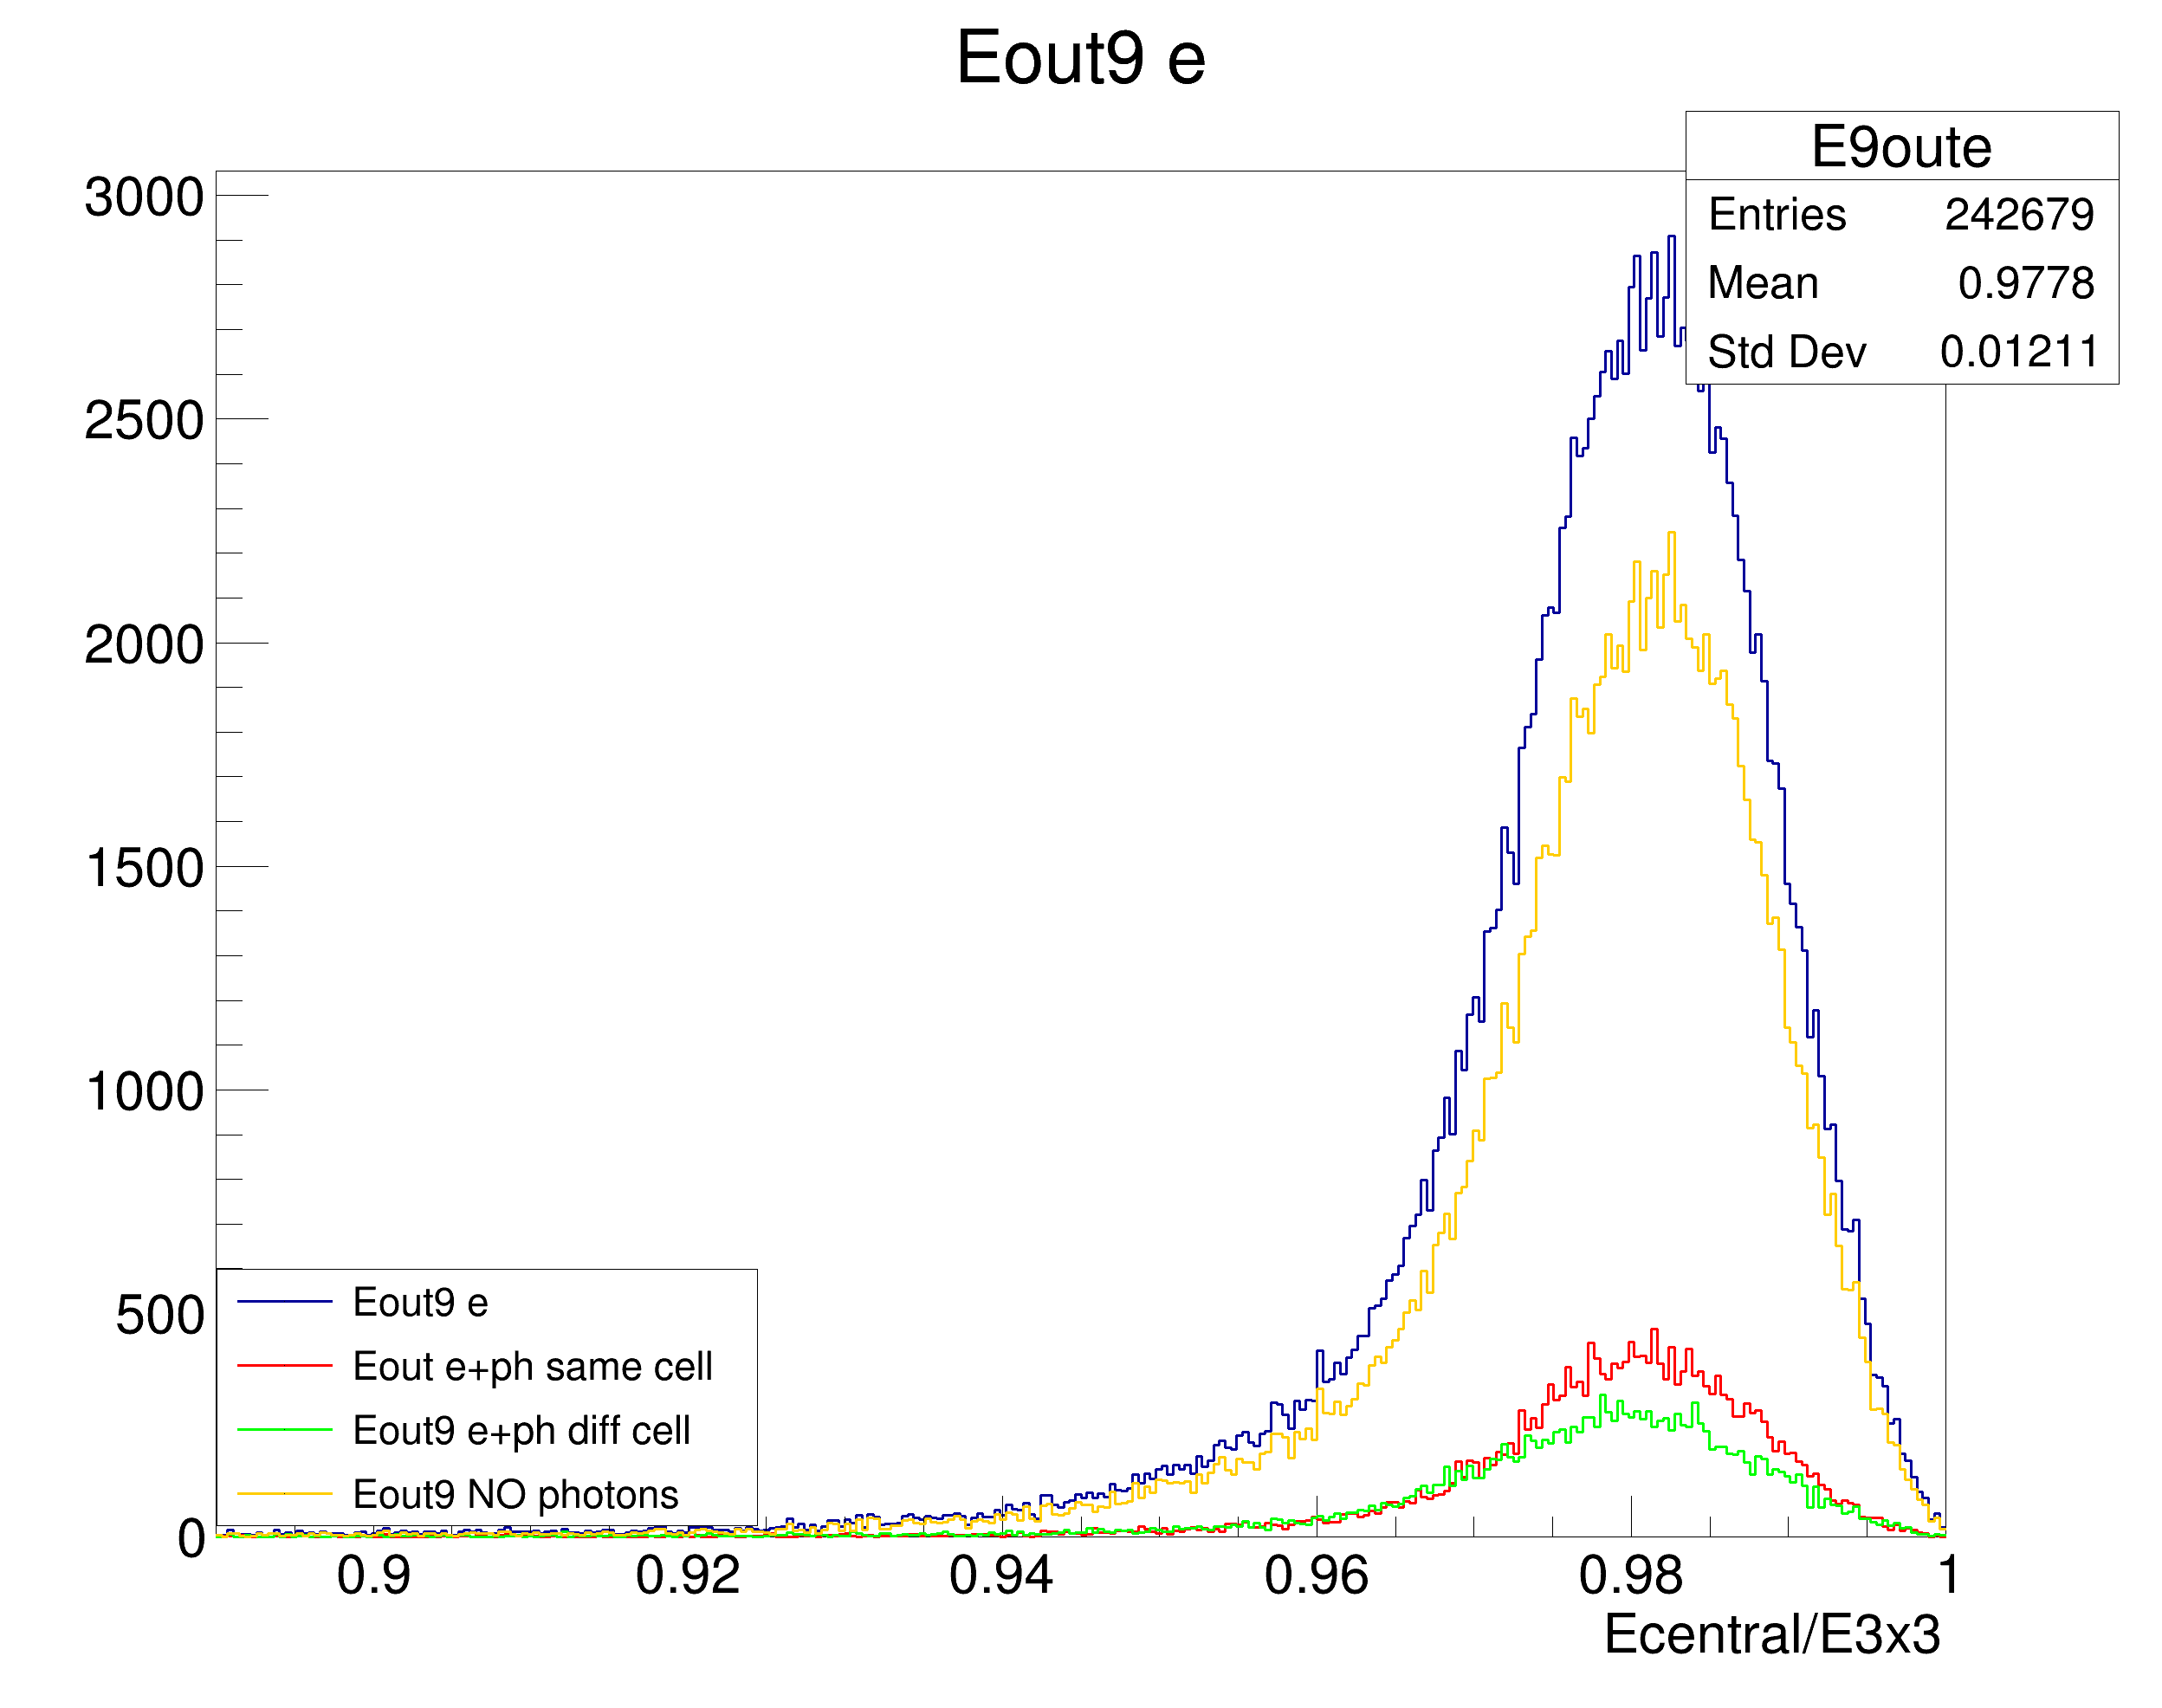 Eout9 e
E9oute
Entries 242679
Mean 0.9778
Std Dev 0.01211
3000
2500
2000
1500
1000
500
0
Eout9 e
Eout e+ph same cell
Eout9 e+ph diff cell
Eout9 NO photons
0.9 0.92 0.94 0.96 0.98 1
Ecentral/E3x3